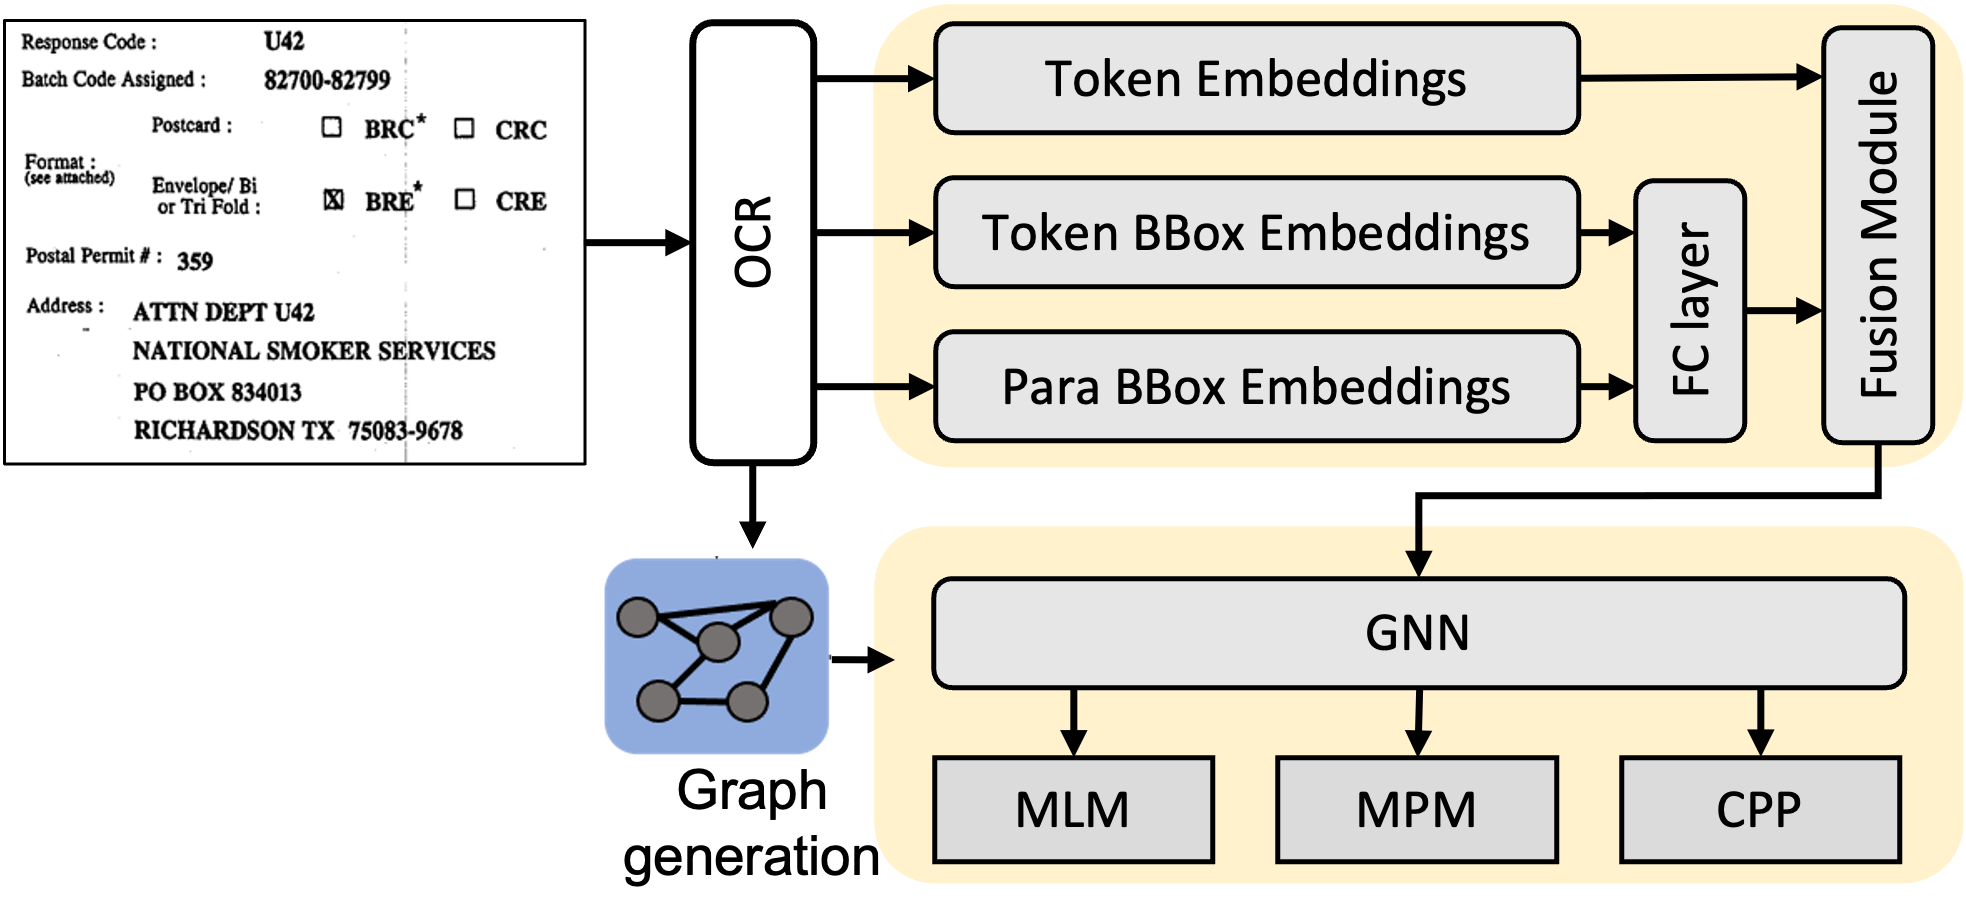 Response Code : U42
Batch Code Assigned : 82700-82799
Postcard : BRC* CRC
Format :
(see attached)
Envelope/ Bi
or Tri Fold : BRE* CRE
Postal Permit # : 359
Address : ATTN DEPT U42
NATIONAL SMOKER SERVICES
PO BOX 834013
RICHARDSON TX 75083-9678
OCR
Token Embeddings
Token BBox Embeddings
Para BBox Embeddings
FC layer
Fusion Module
Graph
generation
GNN
MLM MPM CPP